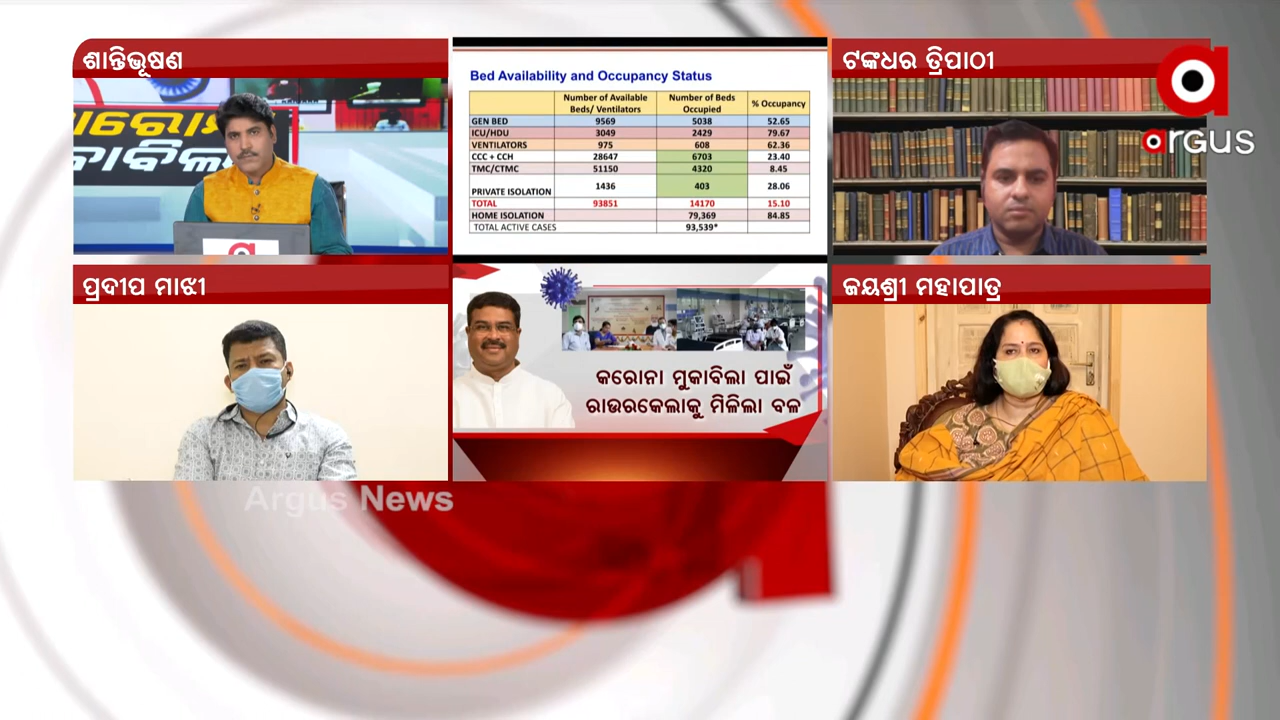 ଶାନ୍ତିଭୂଷଣ
Bed Availability and Occupancy Status
Number of Available Beds/ Ventilators
Number of Beds Occupied
% Occupancy
GEN BED 9569 5038 52.65
ICU/HDU 3049 2429 79.67
VENTILATORS 975 608 62.36
CCC + CCH 28647 6703 23.40
TMC/CTMC 51150 4320 8.45
PRIVATE ISOLATION 1436 403 28.06
TOTAL 93851 14170 15.10
HOME ISOLATION 79,369 84.85
TOTAL ACTIVE CASES 93,539*
ଟଙ୍କଧର ତ୍ରିପାଠୀ
argus
ପ୍ରଦୀପ ମାଝୀ
କରୋନା ମୁକାବିଲା ପାଇଁ
ରାଉରକେଲାକୁ ମିଳିଲା ବଳ
ଜୟଶ୍ରୀ ମହାପାତ୍ର
Argus News